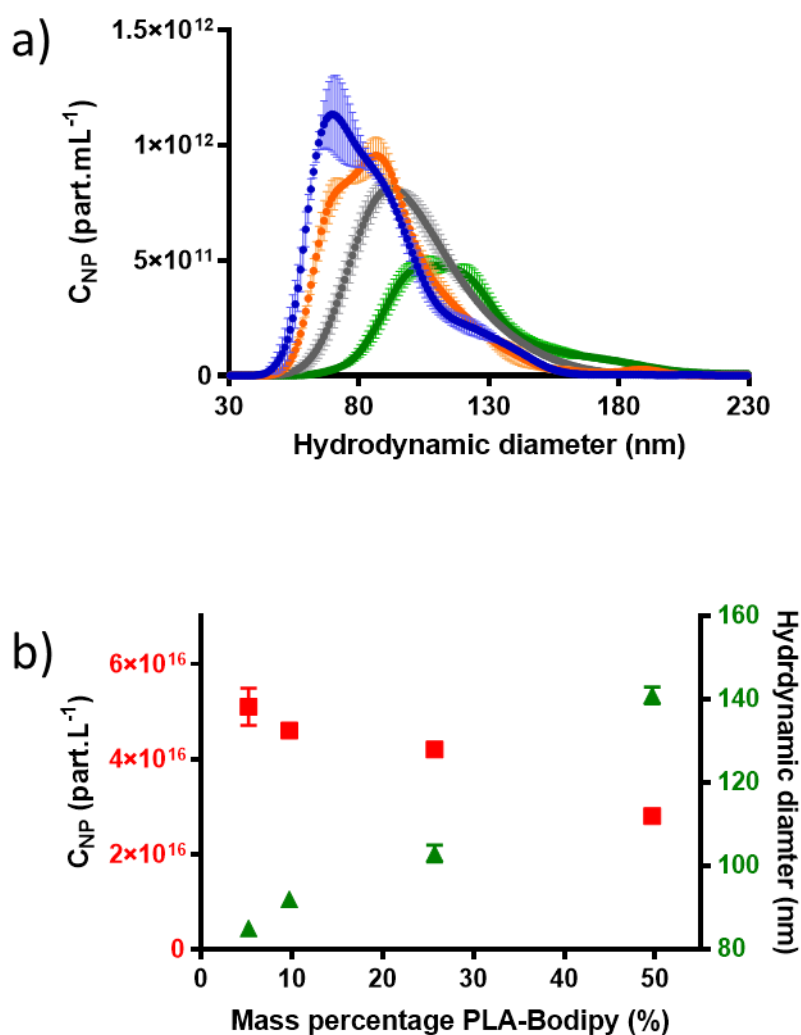 a)
1.5×10¹²
1×10¹²
5×10¹¹
0
C_NP (part.mL⁻¹)
30 80 130 180 230
Hydrodynamic diameter (nm)
b)
6×10¹⁶
4×10¹⁶
2×10¹⁶
0
C_NP (part.L⁻¹)
160
140
120
100
80
Hydrdynamic diamter (nm)
0 10 20 30 40 50
Mass percentage PLA-Bodipy (%)